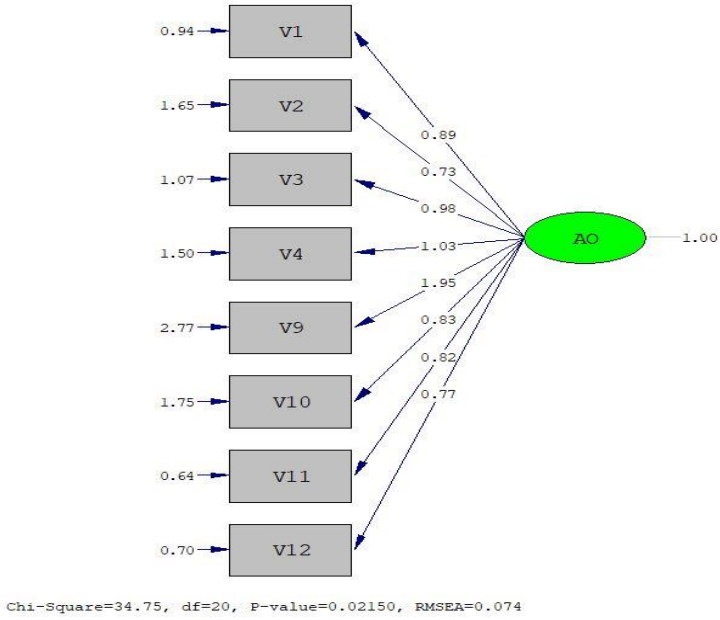 0.94 V1
0.89
1.65 V2
0.73
1.07 V3
0.98
AO 1.00
1.50 V4
1.03
1.95
2.77 V9
0.83
0.82
1.75 V10
0.77
0.64 V11
0.70 V12
Chi-Square=34.75, df=20, P-value=0.02150, RMSEA=0.074